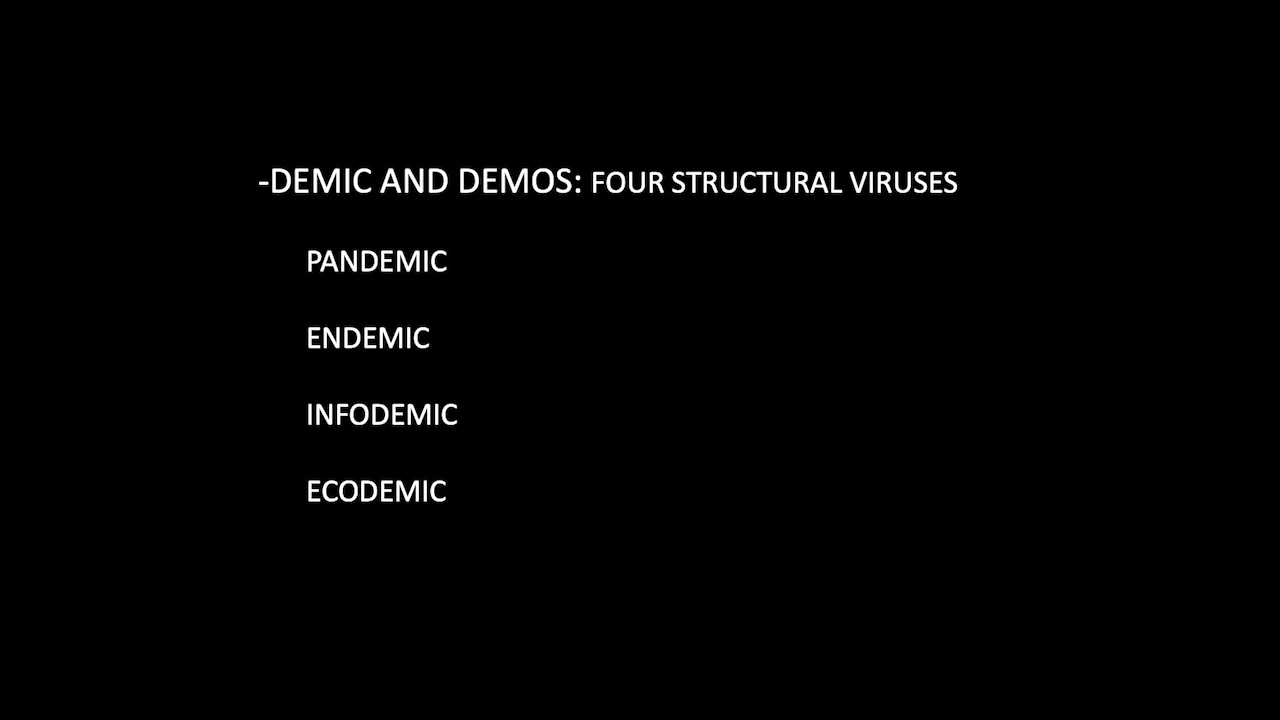 -DEMIC AND DEMOS: FOUR STRUCTURAL VIRUSES
PANDEMIC
ENDEMIC
INFODEMIC
ECODEMIC